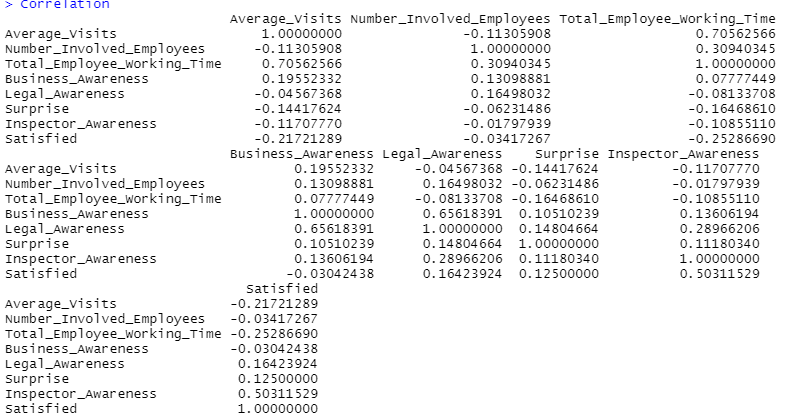 > Correlation
Average_Visits Number_Involved_Employees Total_Employee_Working_Time
Average_Visits 1.00000000 -0.11305908 0.70562566
Number_Involved_Employees -0.11305908 1.00000000 0.30940345
Total_Employee_Working_Time 0.70562566 0.30940345 1.00000000
Business_Awareness 0.19552332 0.13098881 0.07777449
Legal_Awareness -0.04567368 0.16498032 -0.08133708
Surprise -0.14417624 -0.06231486 -0.16468610
Inspector_Awareness -0.11707770 -0.01797939 -0.10855110
Satisfied -0.21721289 -0.03417267 -0.25286690
Business_Awareness Legal_Awareness Surprise Inspector_Awareness
Average_Visits 0.19552332 -0.04567368 -0.14417624 -0.11707770
Number_Involved_Employees 0.13098881 0.16498032 -0.06231486 -0.01797939
Total_Employee_Working_Time 0.07777449 -0.08133708 -0.16468610 -0.10855110
Business_Awareness 1.00000000 0.65618391 0.10510239 0.13606194
Legal_Awareness 0.65618391 1.00000000 0.14804664 0.28966206
Surprise 0.10510239 0.14804664 1.00000000 0.11180340
Inspector_Awareness 0.13606194 0.28966206 0.11180340 1.00000000
Satisfied -0.03042438 0.16423924 0.12500000 0.50311529
Satisfied
Average_Visits -0.21721289
Number_Involved_Employees -0.03417267
Total_Employee_Working_Time -0.25286690
Business_Awareness -0.03042438
Legal_Awareness 0.16423924
Surprise 0.12500000
Inspector_Awareness 0.50311529
Satisfied 1.00000000